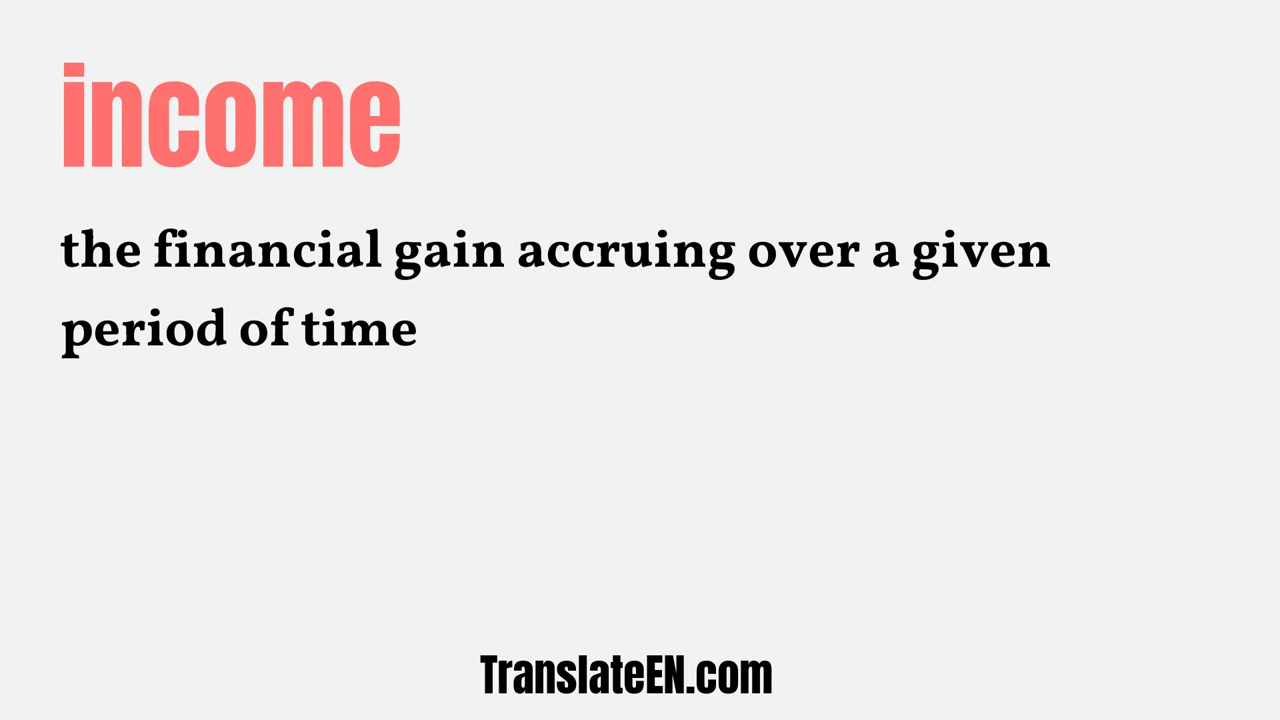 income
the financial gain accruing over a given
period of time
TranslateEN.com